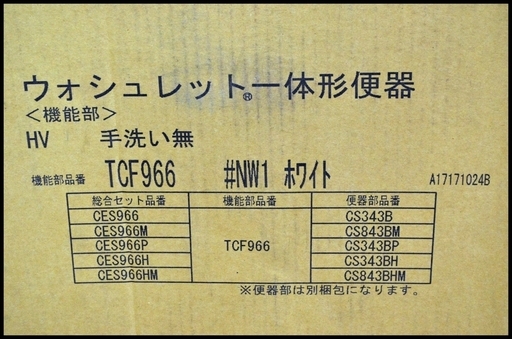 ウォシュレット®一体形便器
<機能部>
HV 手洗い無
機能部品番 TCF966 #NW1 ホワイト A17171024B
総合セット品番 機能部品番 便器部品番
CES966 CS343B
CES966M CS843BM
CES966P TCF966 CS343BP
CES966H CS343BH
CES966HM CS843BHM
※便器部は別梱包になります。